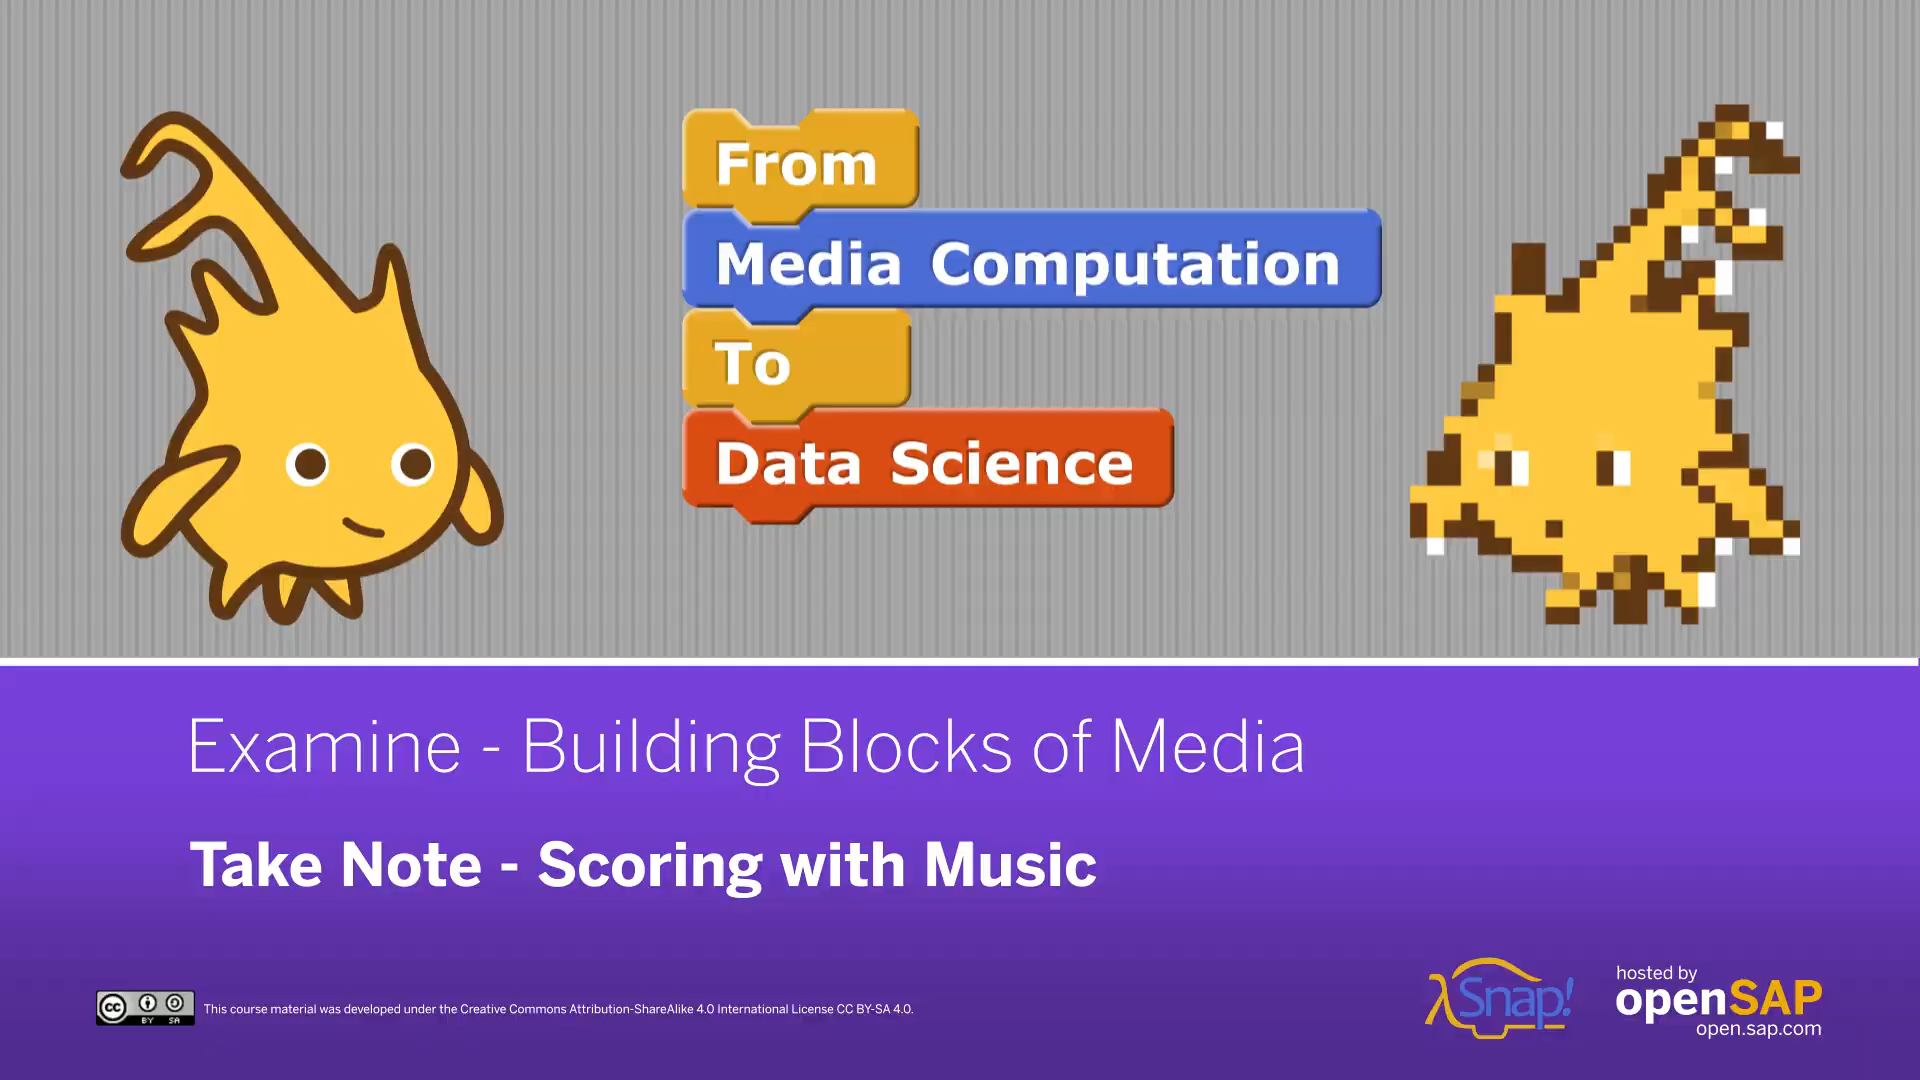 From
Media Computation
To
Data Science
Examine - Building Blocks of Media
Take Note - Scoring with Music
cc BY SA
This course material was developed under the Creative Commons Attribution-ShareAlike 4.0 International License CC BY-SA 4.0.
λSnap!
hosted by
openSAP
open.sap.com